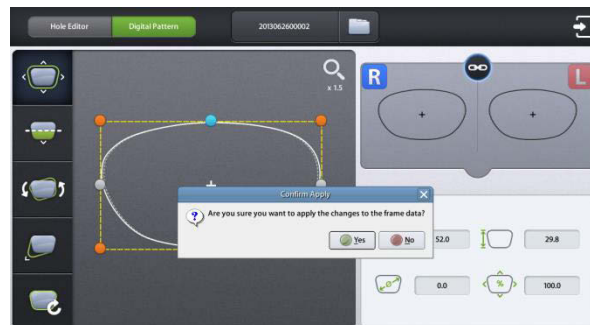 Hole Editor
Digital Pattern
2013062600002
x 1.5
R
L
Confirm Apply
Are you sure you want to apply the changes to the frame data?
Yes
No
52.0
29.8
0.0
%
100.0